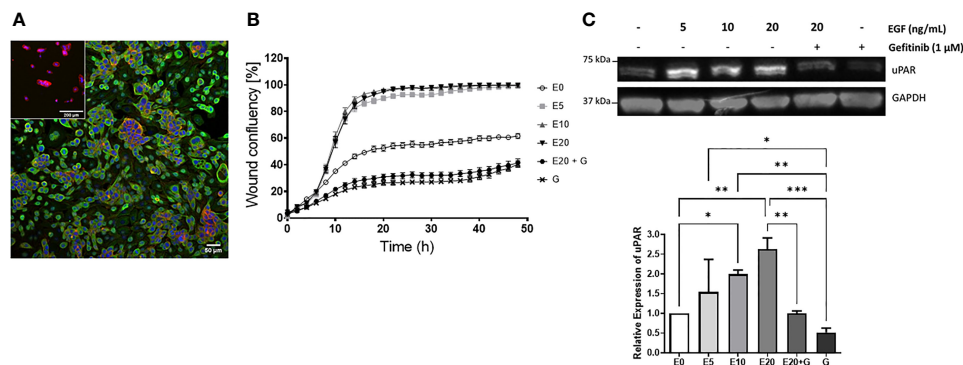 A
200 µm
50 µm
B
Wound confluency [%]
120
100
80
60
40
20
0
0 10 20 30 40 50
Time (h)
E0
E5
E10
E20
E20 + G
G
C
- 5 10 20 20 - EGF (ng/mL)
- - - - + + Gefitinib (1 µM)
75 kDa
uPAR
37 kDa
GAPDH
*
**
** ***
* **
Relative Expression of uPAR
3.0
2.5
2.0
1.5
1.0
0.5
0.0
E0 E5 E10 E20 E20+G G